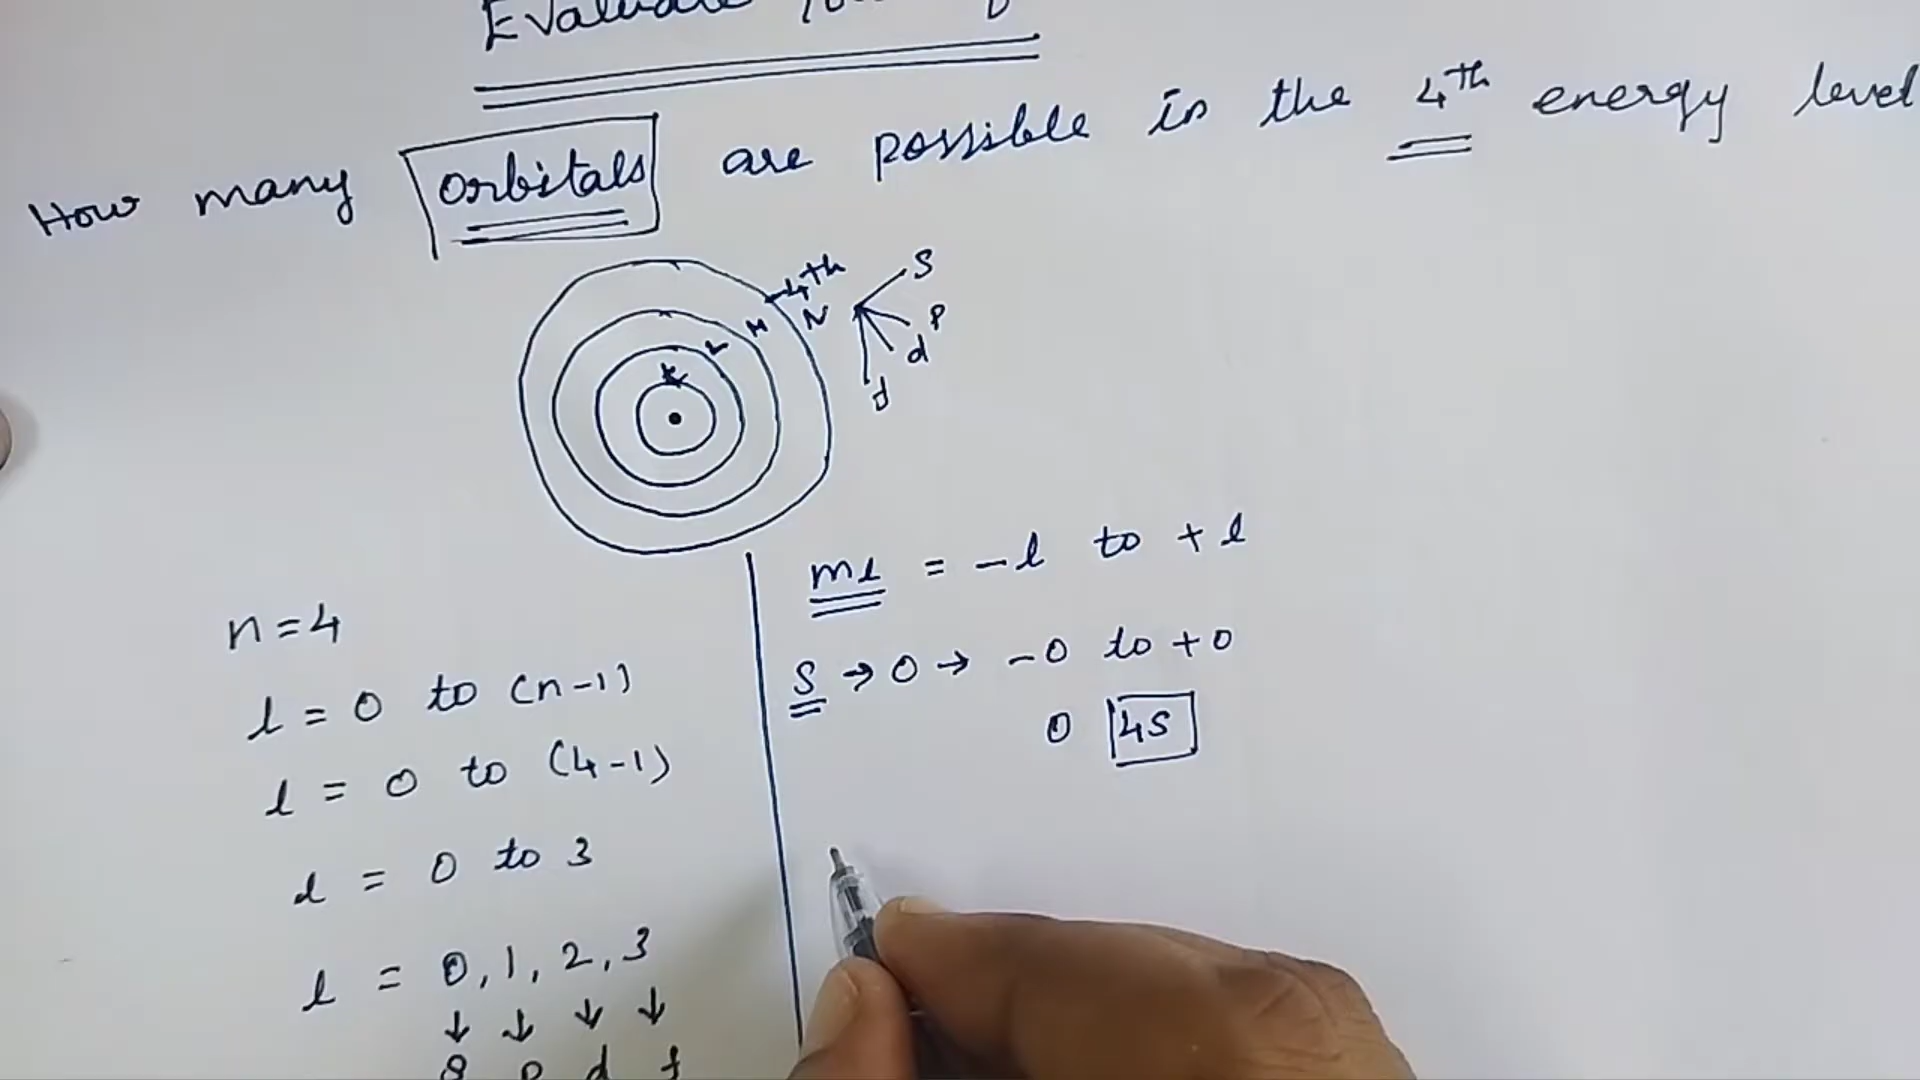 Evaluate
How many orbitals are possible in the 4th energy level
4th
K L M N
S
P
d
d
n=4
l = 0 to (n-1)
l = 0 to (4-1)
l = 0 to 3
l = 0, 1, 2, 3
↓ ↓ ↓ ↓
s p d f
ml = -l to +l
S → 0 → -0 to +0
0 4S